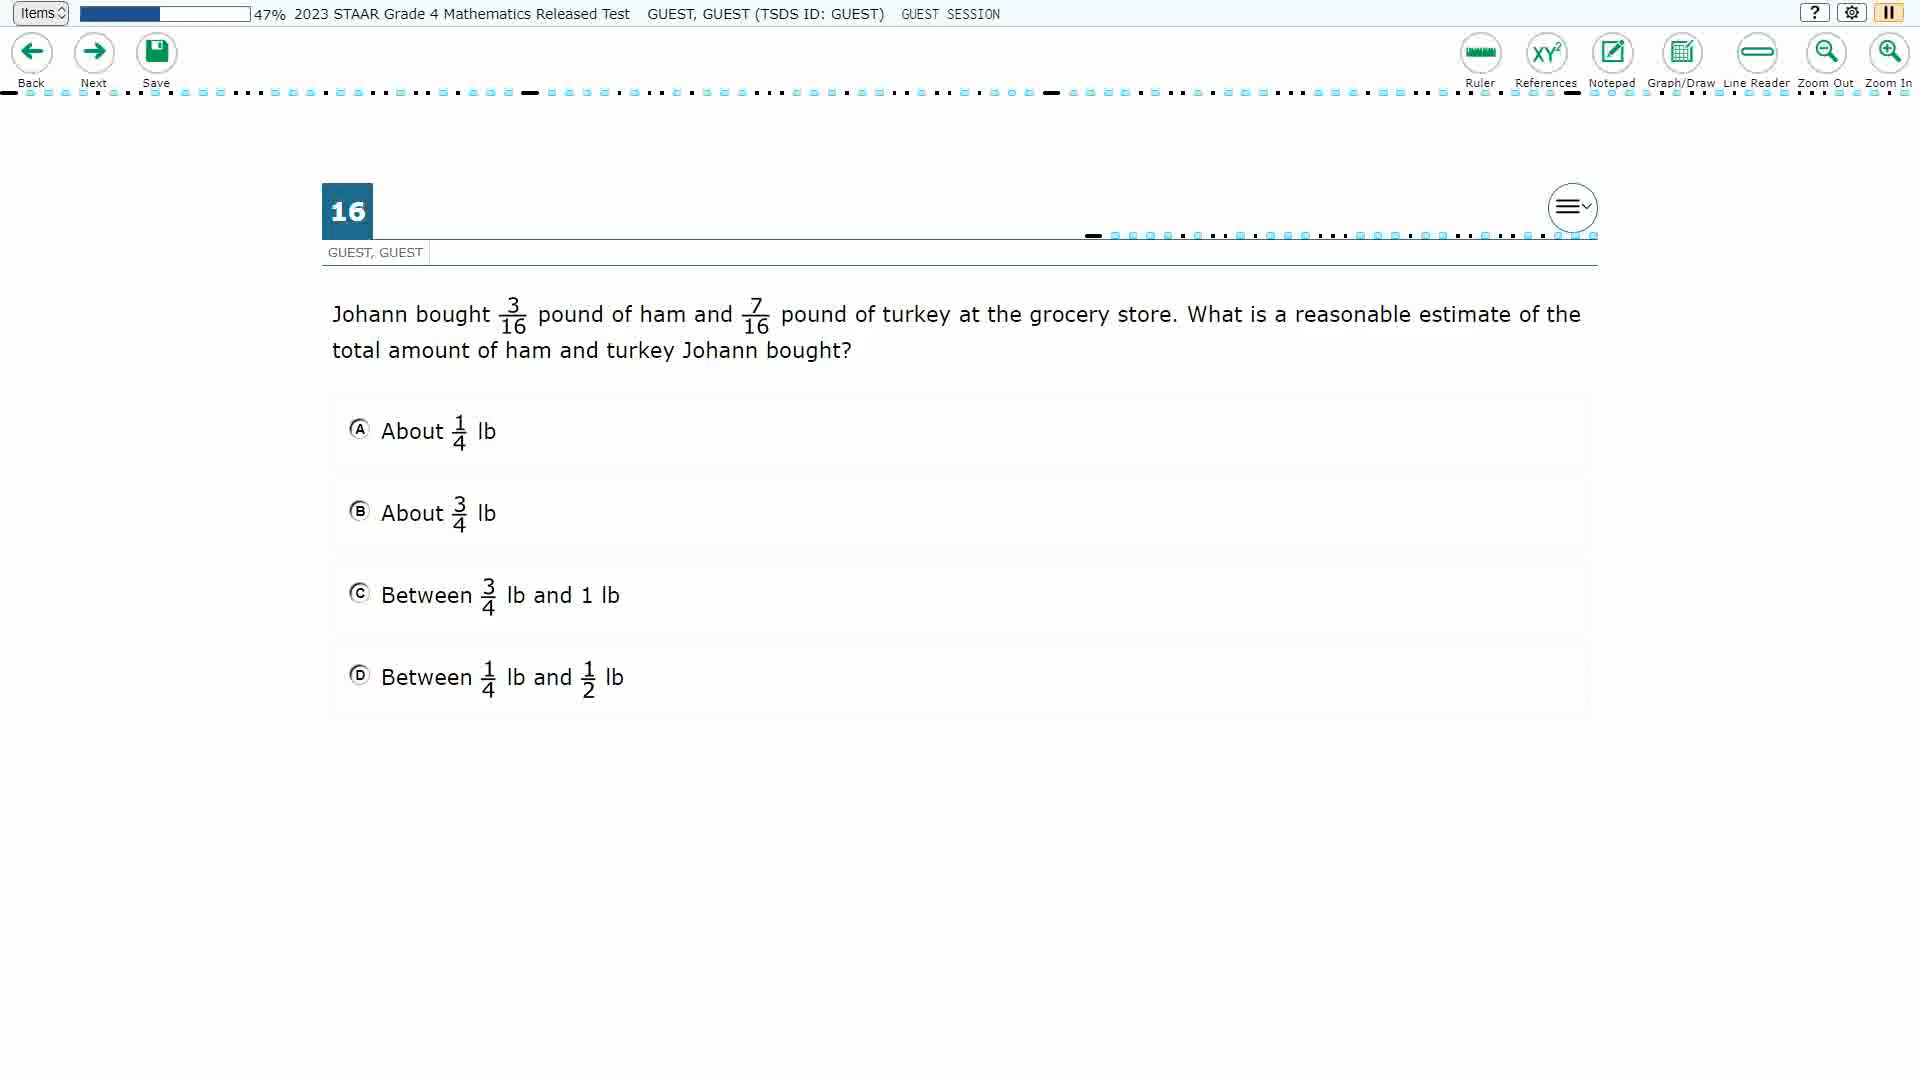 Items 47% 2023 STAAR Grade 4 Mathematics Released Test GUEST, GUEST (TSDS ID: GUEST) GUEST SESSION ?
Back Next Save XY² Ruler References Notepad Graph/Draw Line Reader Zoom Out Zoom In
16
GUEST, GUEST
Johann bought 3/16 pound of ham and 7/16 pound of turkey at the grocery store. What is a reasonable estimate of the
total amount of ham and turkey Johann bought?
A About 1/4 lb
B About 3/4 lb
C Between 3/4 lb and 1 lb
D Between 1/4 lb and 1/2 lb